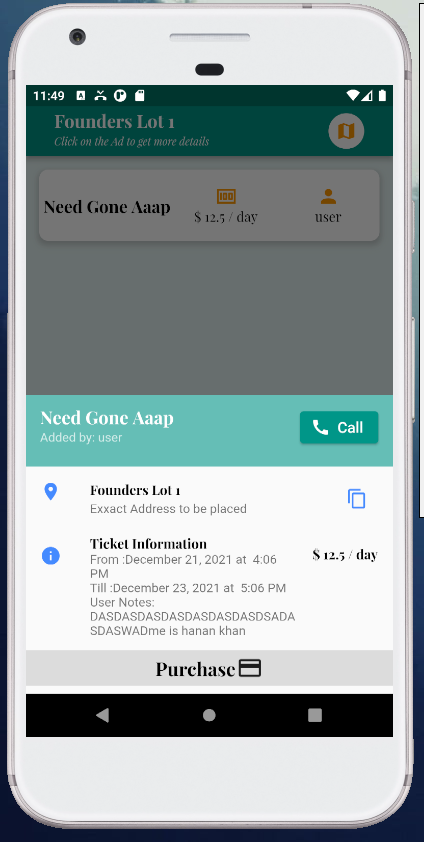 11:49
Founders Lot 1
Click on the Ad to get more details
Need Gone Aaap
$ 12.5 / day
user
Need Gone Aaap
Added by: user
Call
Founders Lot 1
Exxact Address to be placed
Ticket Information
$ 12.5 / day
From :December 21, 2021 at  4:06
PM
Till :December 23, 2021 at  5:06 PM
User Notes:
DASDASDASDASDASDASDASDSADA
SDASWADme is hanan khan
Purchase